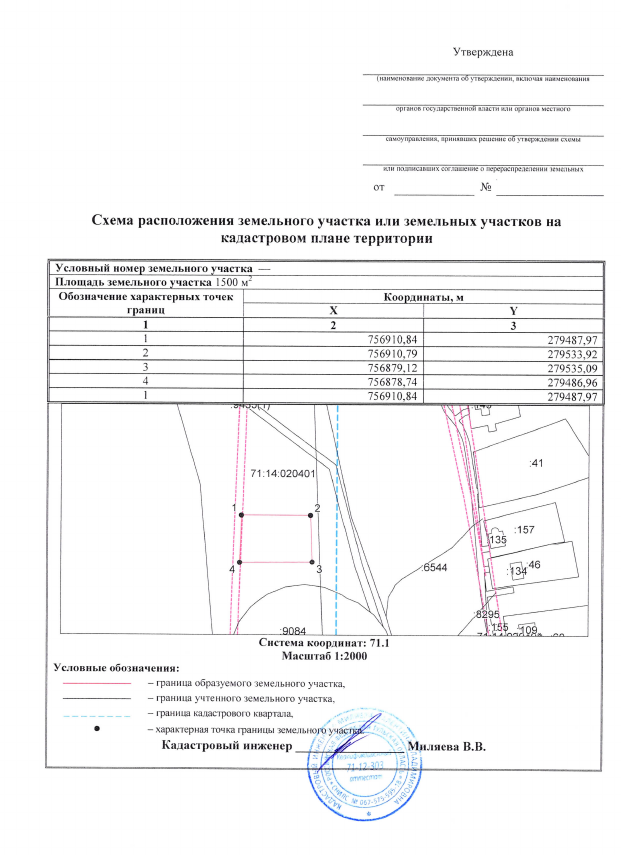 Утверждена
(наименование документа об утверждении, включая наименования
органов государственной власти или органов местного
самоуправления, принявших решение об утверждении схемы
или подписавших соглашение о перераспределении земельных
от № 
Схема расположения земельного участка или земельных участков на
кадастровом плане территории
Условный номер земельного участка —
Площадь земельного участка 1500 м²
Обозначение характерных точек границ Координаты, м
X Y
1 2 3
1 756910,84 279487,97
2 756910,79 279533,92
3 756879,12 279535,09
4 756878,74 279486,96
1 756910,84 279487,97
:41
71:14:020401
1 2
:157
135
4 3
:6544
:46
:134
:8295
:9084
:155
109
Система координат: 71.1
Масштаб 1:2000
Условные обозначения:
– граница образуемого земельного участка,
– граница учтенного земельного участка,
– граница кадастрового квартала,
– характерная точка границы земельного участка.
Кадастровый инженер Миляева В.В.
71-12-303